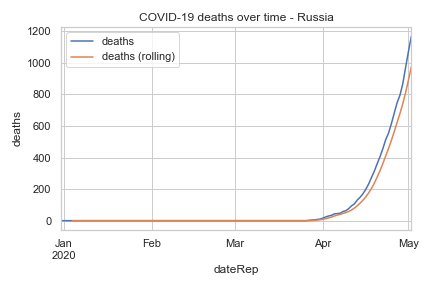 COVID-19 deaths over time - Russia
deaths
deaths (rolling)
1200
1000
800
600
400
200
0
deaths
Jan
2020
Feb
Mar
Apr
May
dateRep